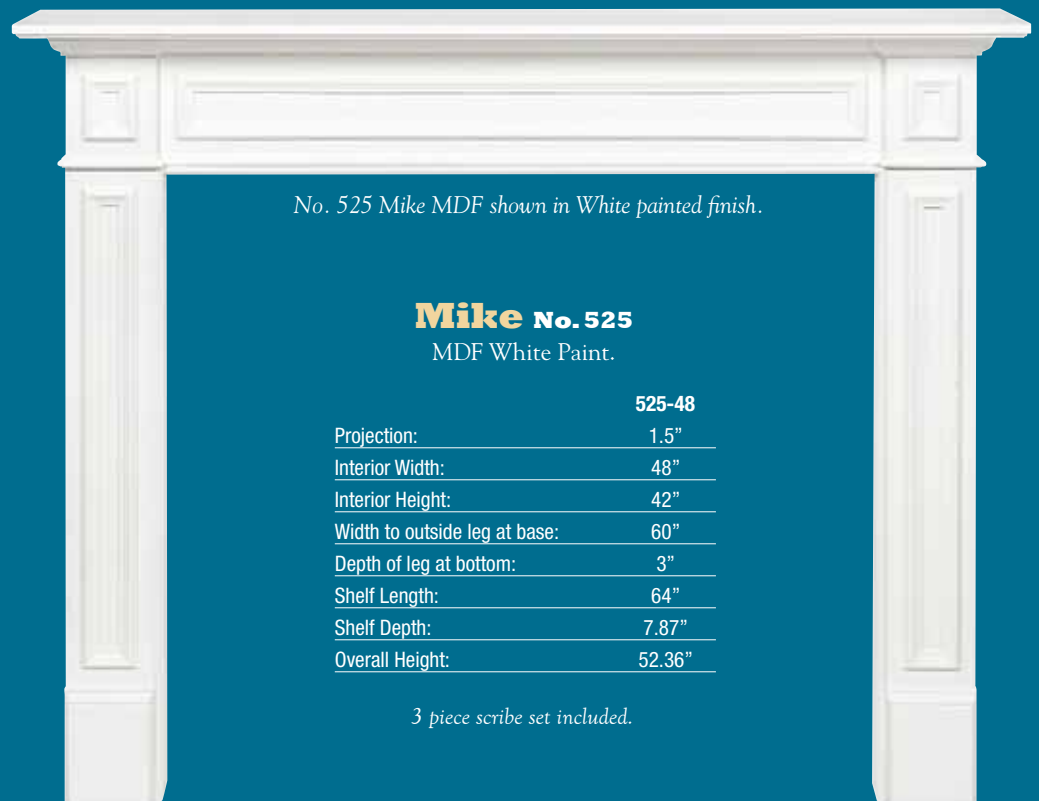 No. 525 Mike MDF shown in White painted finish.
Mike No. 525
MDF White Paint.
525-48
Projection: 1.5”
Interior Width: 48”
Interior Height: 42”
Width to outside leg at base: 60”
Depth of leg at bottom: 3”
Shelf Length: 64”
Shelf Depth: 7.87”
Overall Height: 52.36”
3 piece scribe set included.